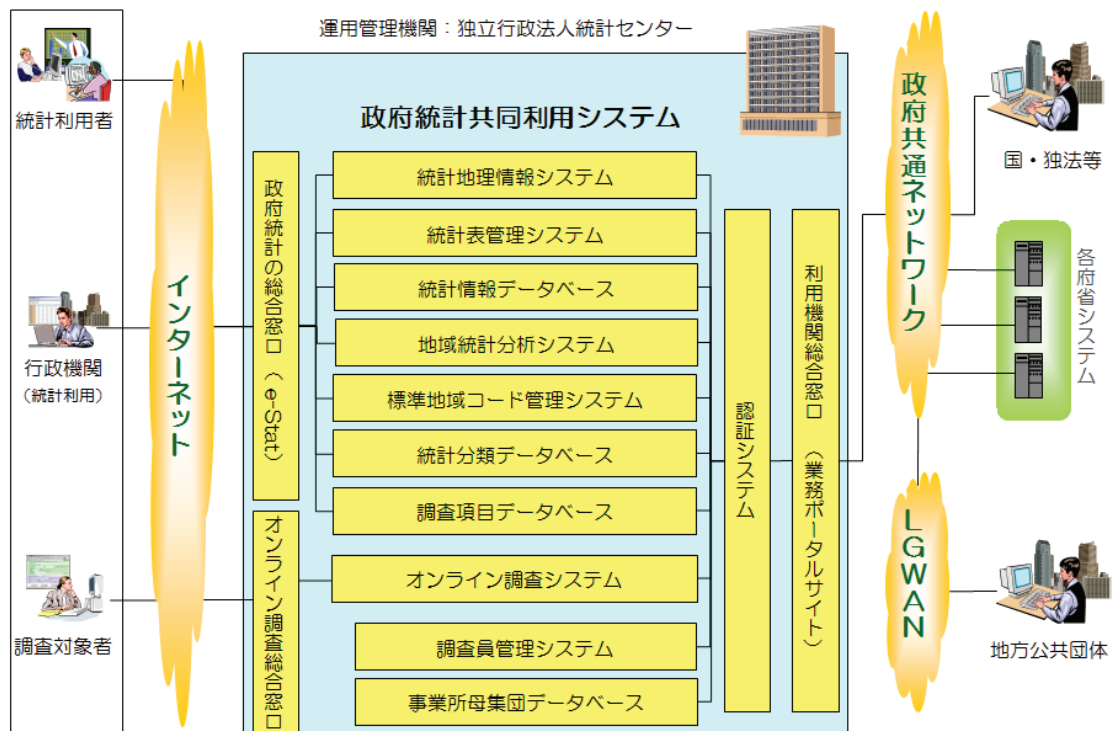 運用管理機関：独立行政法人統計センター
政府統計共同利用システム
統計利用者
行政機関
（統計利用）
調査対象者
インターネット
政府統計の総合窓口（e-Stat）
オンライン調査総合窓口
統計地理情報システム
統計表管理システム
統計情報データベース
地域統計分析システム
標準地域コード管理システム
統計分類データベース
調査項目データベース
オンライン調査システム
調査員管理システム
事業所母集団データベース
認証システム
利用機関総合窓口（業務ポータルサイト）
政府共通ネットワーク
LGWAN
国・独法等
各府省システム
地方公共団体